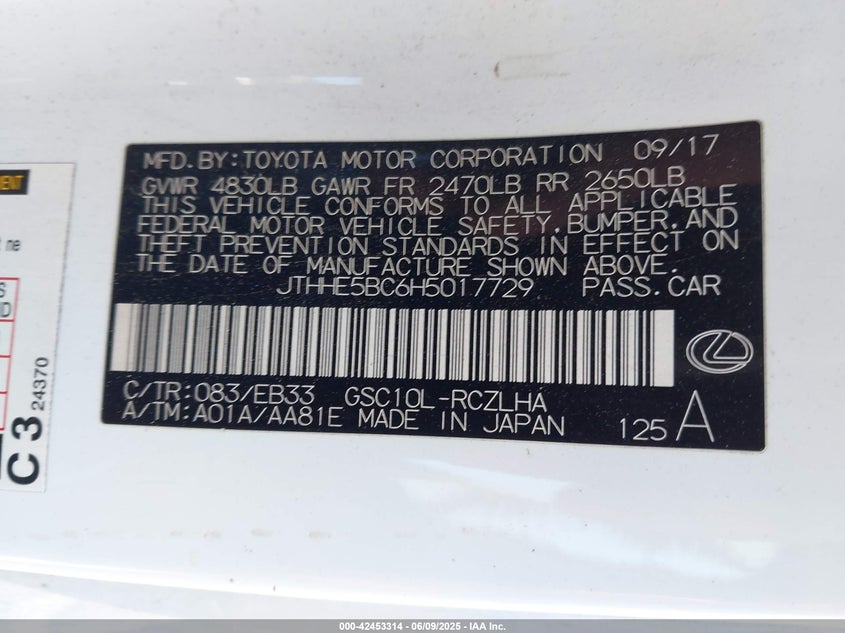 MFD.BY:TOYOTA MOTOR CORPORATION 09/17
GVWR 4830LB GAWR FR 2470LB RR 2650LB
THIS VEHICLE CONFORMS TO ALL APPLICABLE
FEDERAL MOTOR VEHICLE SAFETY,BUMPER,AND
THEFT PREVENTION STANDARDS IN EFFECT ON
THE DATE OF MANUFACTURE SHOWN ABOVE.
JTHHE5BC6H5017729 PASS.CAR
C/TR:083/EB33 GSC10L-RCZLHA
A/TM:A01A/AA81E MADE IN JAPAN 125 A
C3 24370
000-42453314 | 06/09/2025 | IAA, Inc.